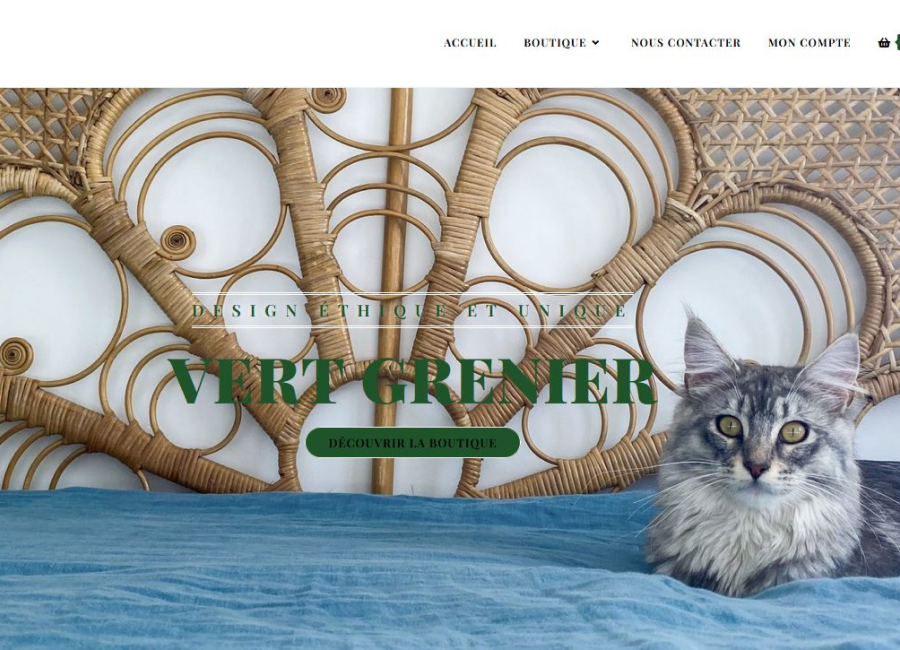 ACCUEIL BOUTIQUE NOUS CONTACTER MON COMPTE
DESIGN ÉTHIQUE ET UNIQUE
VERT GRENIER
DÉCOUVRIR LA BOUTIQUE